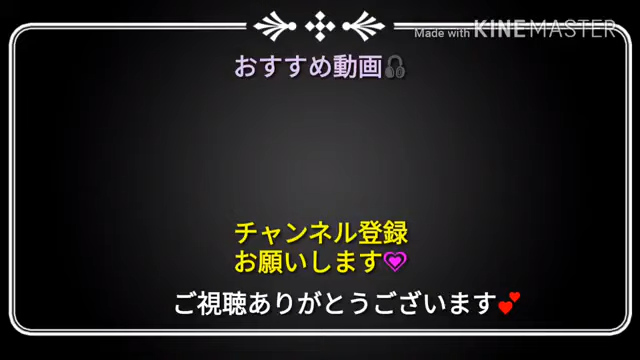 Made with KINEMASTER
おすすめ動画🎧
チャンネル登録
お願いします💗
ご視聴ありがとうございます💕